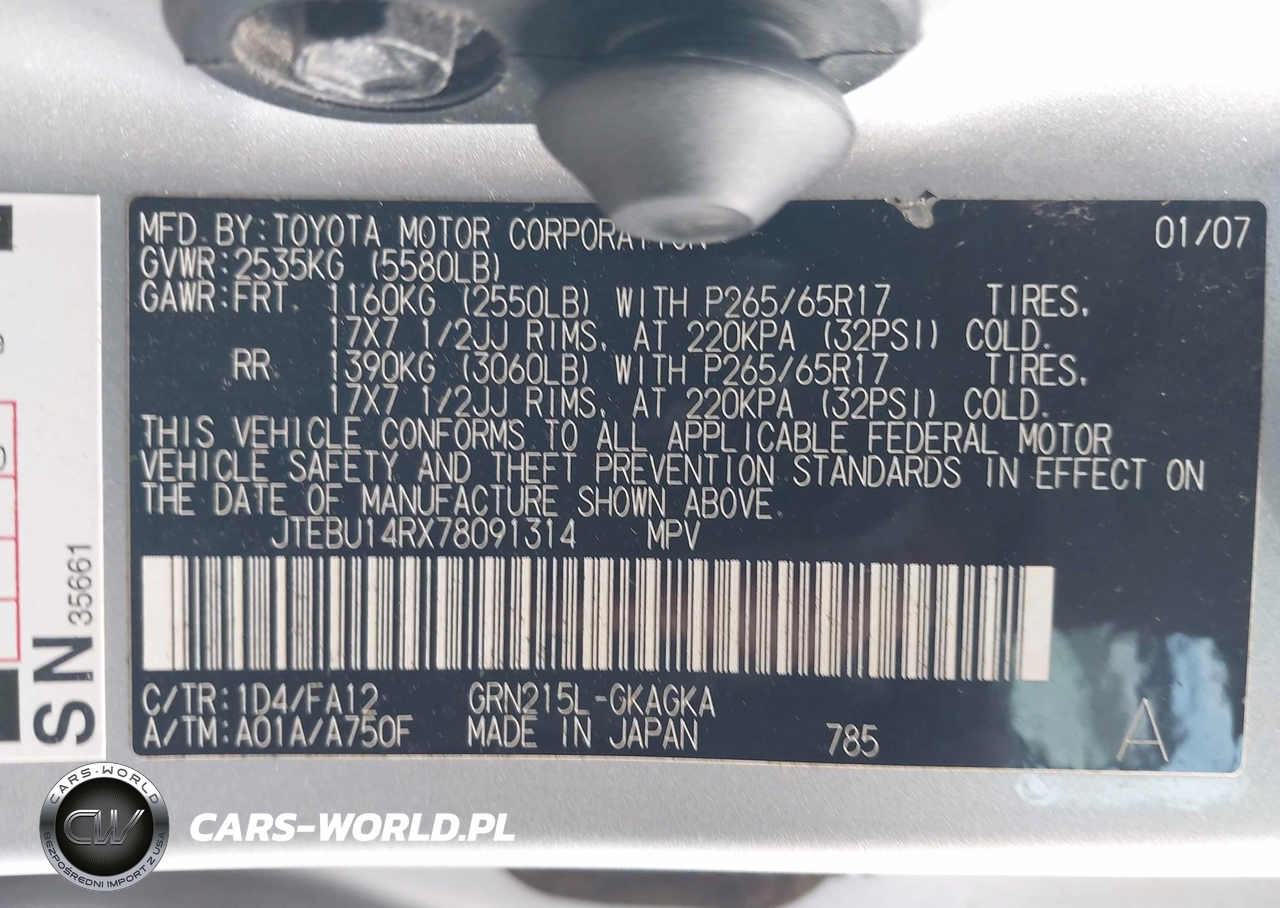 MFD. BY: TOYOTA MOTOR CORPORATION 01/07
GVWR: 2535KG (5580LB)
GAWR: FRT. 1160KG (2550LB) WITH P265/65R17 TIRES,
17X7 1/2JJ RIMS, AT 220KPA (32PSI) COLD.
RR. 1390KG (3060LB) WITH P265/65R17 TIRES,
17X7 1/2JJ RIMS, AT 220KPA (32PSI) COLD.
THIS VEHICLE CONFORMS TO ALL APPLICABLE FEDERAL MOTOR
VEHICLE SAFETY AND THEFT PREVENTION STANDARDS IN EFFECT ON
THE DATE OF MANUFACTURE SHOWN ABOVE.
JTEBU14RX78091314 MPV
C/TR: 1D4/FA12 GRN215L-GKAGKA
A/TM: A01A/A750F MADE IN JAPAN 785 A
SN 35661
CARS-WORLD
CW
BEZPOŚREDNI IMPORT Z USA
CARS-WORLD.PL